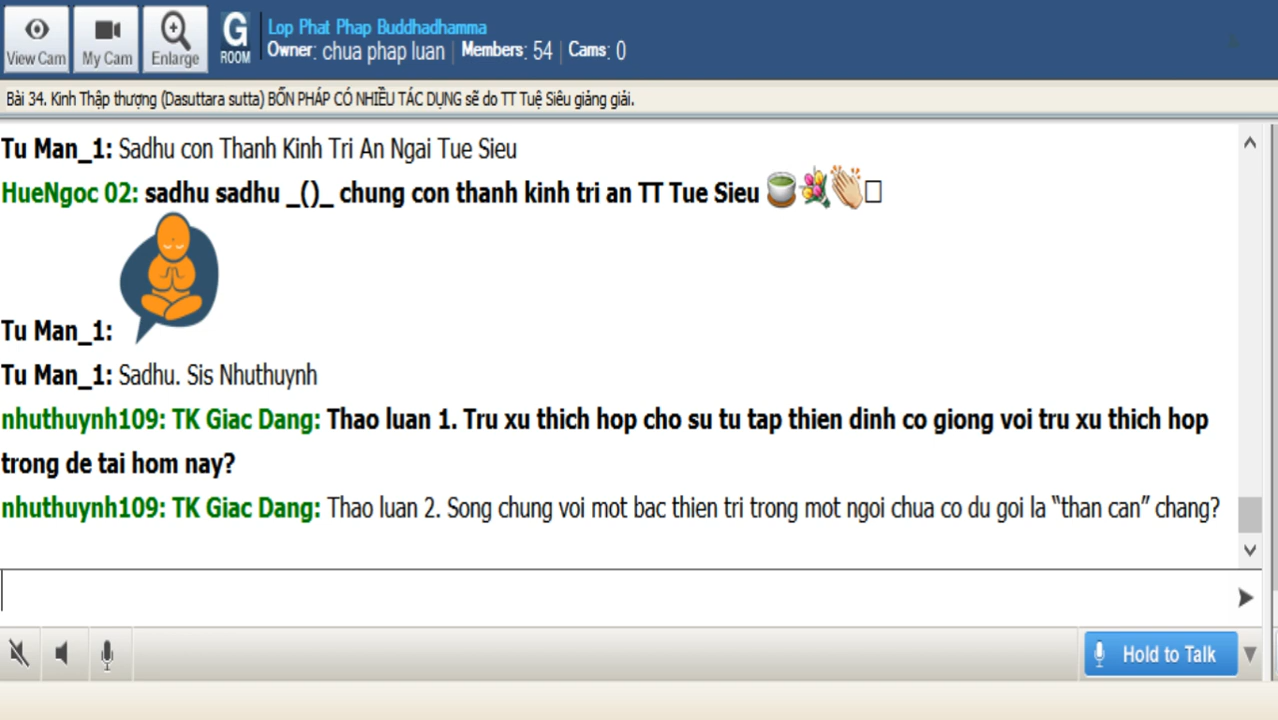 View Cam
My Cam
Enlarge
G
ROOM
Lop Phat Phap Buddhadhamma
Owner: chua phap luan | Members: 54 | Cams: 0
Bài 34. Kinh Thập thượng (Dasuttara sutta) BỐN PHÁP CÓ NHIỀU TÁC DỤNG sẽ do TT Tuệ Siêu giảng giải.
Tu Man_1: Sadhu con Thanh Kinh Tri An Ngai Tue Sieu
HueNgoc 02: sadhu sadhu _()_ chung con thanh kinh tri an TT Tue Sieu
Tu Man_1:
Tu Man_1: Sadhu. Sis Nhuthuynh
nhuthuynh109: TK Giac Dang: Thao luan 1. Tru xu thich hop cho su tu tap thien dinh co giong voi tru xu thich hop
trong de tai hom nay?
nhuthuynh109: TK Giac Dang: Thao luan 2. Song chung voi mot bac thien tri trong mot ngoi chua co du goi la “than can” chang?
Hold to Talk